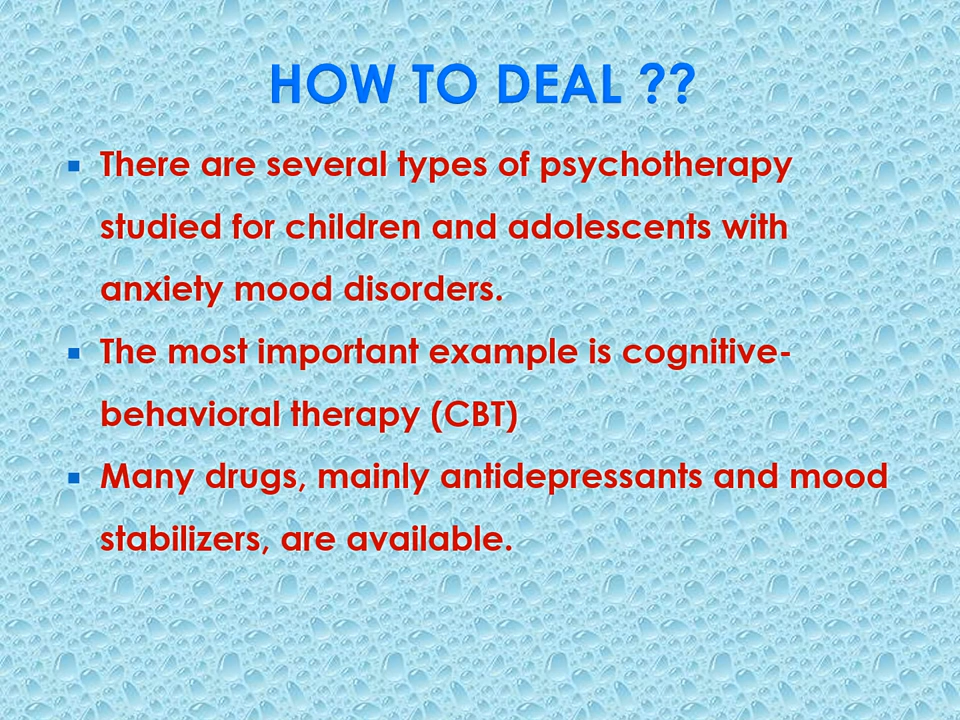 HOW TO DEAL ??
▪ There are several types of psychotherapy
studied for children and adolescents with
anxiety mood disorders.
▪ The most important example is cognitive-
behavioral therapy (CBT)
▪ Many drugs, mainly antidepressants and mood
stabilizers, are available.